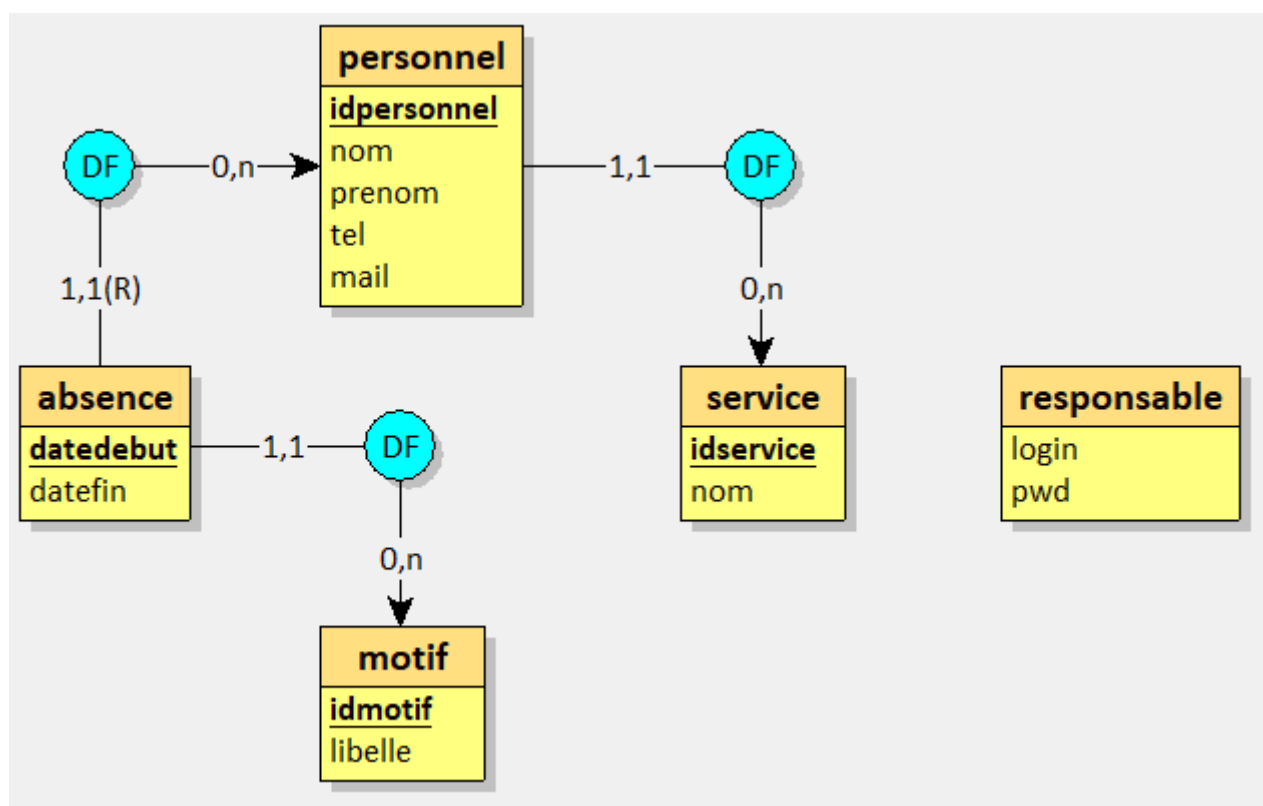 personnel
idpersonnel
nom
prenom
tel
mail
DF
0,n
1,1
DF
1,1(R)
0,n
absence
datedebut
datefin
1,1
DF
0,n
service
idservice
nom
responsable
login
pwd
motif
idmotif
libelle